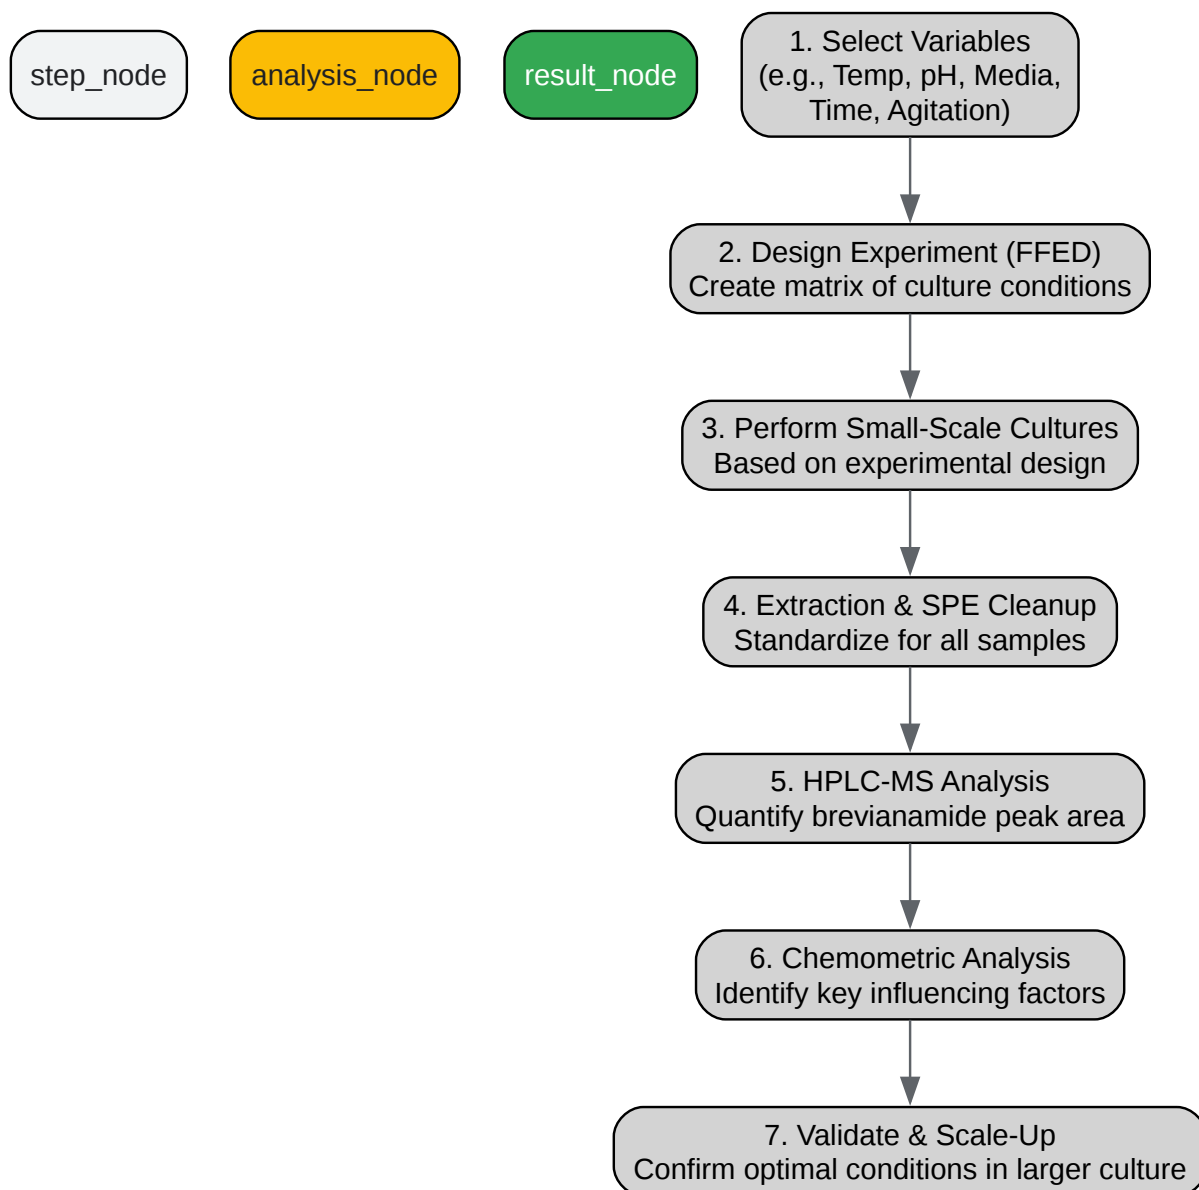 step_node
analysis_node
result_node
1. Select Variables
(e.g., Temp, pH, Media,
Time, Agitation)
2. Design Experiment (FFED)
Create matrix of culture conditions
3. Perform Small-Scale Cultures
Based on experimental design
4. Extraction & SPE Cleanup
Standardize for all samples
5. HPLC-MS Analysis
Quantify brevianamide peak area
6. Chemometric Analysis
Identify key influencing factors
7. Validate & Scale-Up
Confirm optimal conditions in larger culture